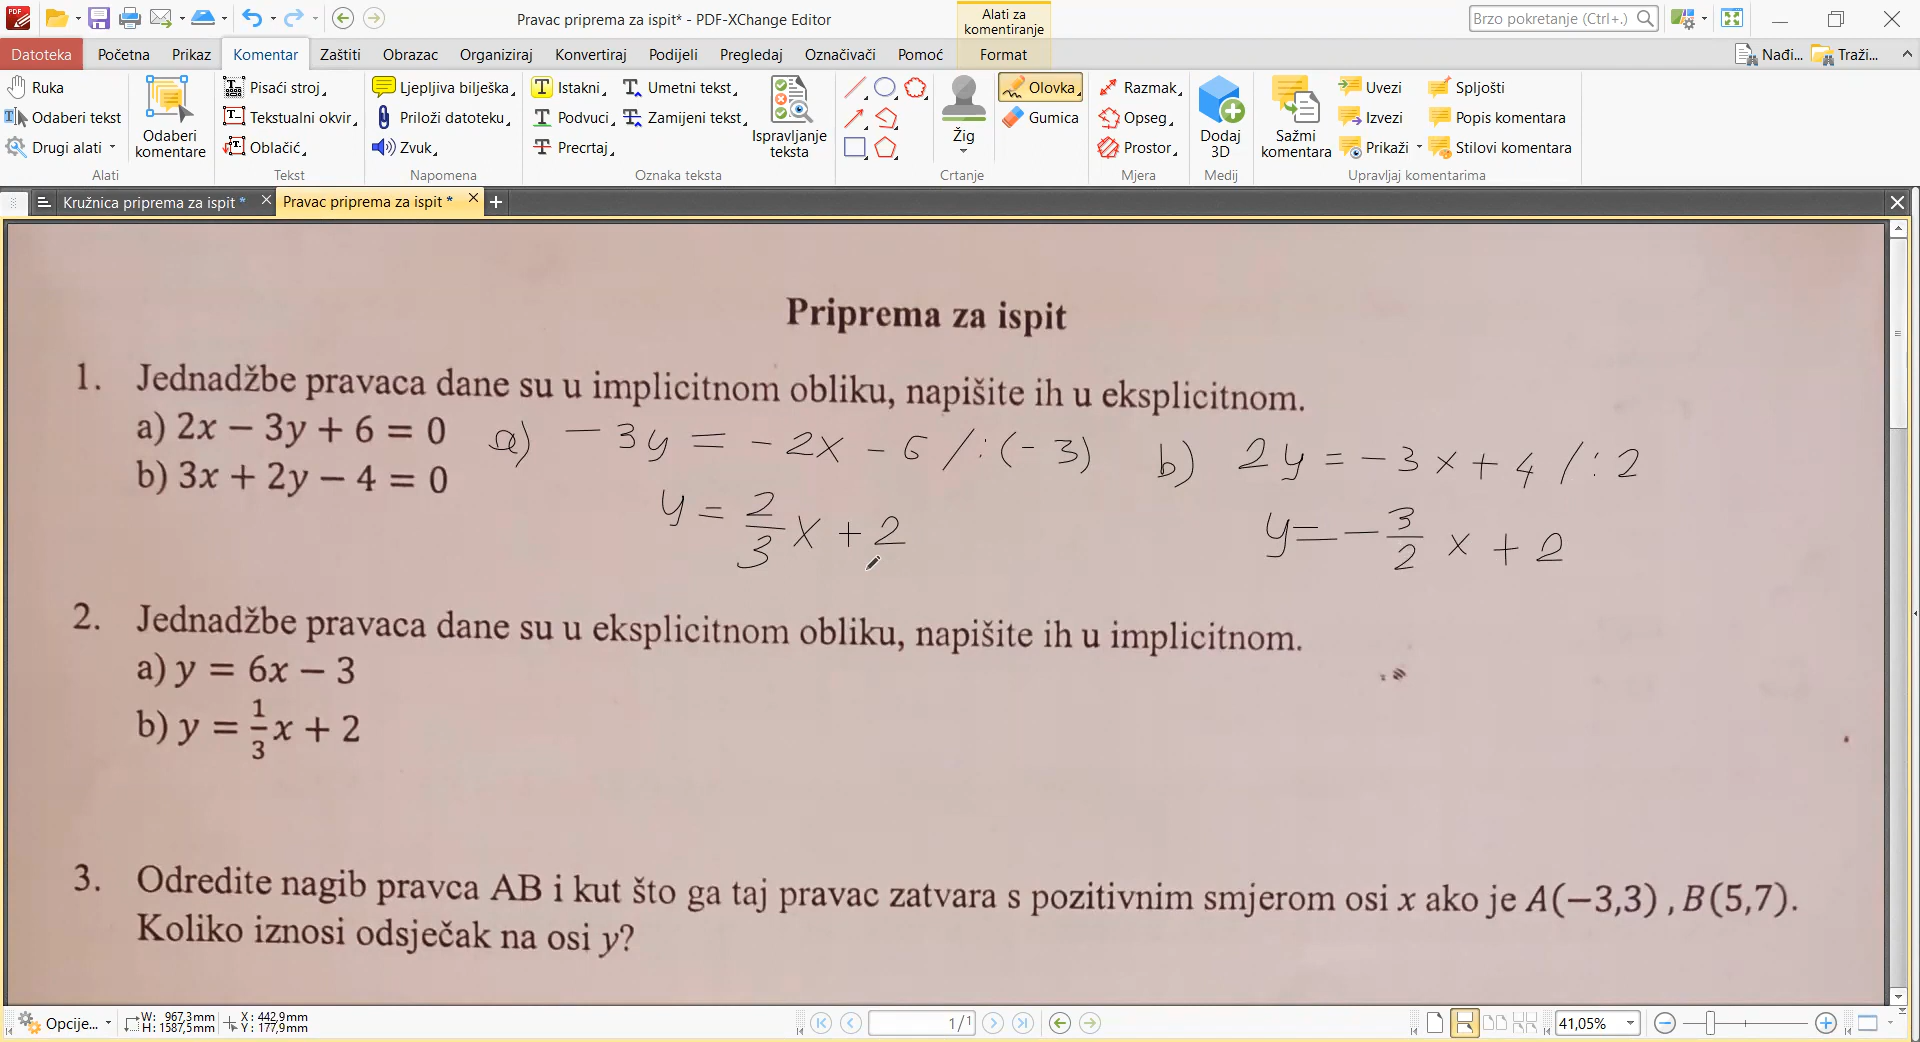 Pravac priprema za ispit* - PDF-XChange Editor
Alati za komentiranje
Brzo pokretanje (Ctrl+.)
Datoteka Početna Prikaz Komentar Zaštiti Obrazac Organiziraj Konvertiraj Podijeli Pregledaj Označivači Pomoć Format Nađi... Traži...
Ruka
Odaberi tekst
Drugi alati
Alati
Odaberi komentare
Pisaći stroj
Tekstualni okvir
Oblačić
Tekst
Ljepljiva bilješka
Priloži datoteku
Zvuk
Napomena
Istakni
Podvuci
Precrtaj
Umetni tekst
Zamijeni tekst
Ispravljanje teksta
Oznaka teksta
Žig
Olovka
Gumica
Crtanje
Razmak
Opseg
Prostor
Mjera
Dodaj 3D
Medij
Sažmi komentara
Uvezi
Izvezi
Prikaži
Spljošti
Popis komentara
Stilovi komentara
Upravljaj komentarima
Kružnica priprema za ispit * Pravac priprema za ispit *
Priprema za ispit
1. Jednadžbe pravaca dane su u implicitnom obliku, napišite ih u eksplicitnom.
a) 2x − 3y + 6 = 0
b) 3x + 2y − 4 = 0
a) -3y = -2x - 6 /:(-3)
y = 2/3 x + 2
b) 2y = -3x + 4 /:2
y = -3/2 x + 2
2. Jednadžbe pravaca dane su u eksplicitnom obliku, napišite ih u implicitnom.
a) y = 6x − 3
b) y = 1/3 x + 2
3. Odredite nagib pravca AB i kut što ga taj pravac zatvara s pozitivnim smjerom osi x ako je A(−3,3) , B(5,7).
Koliko iznosi odsječak na osi y?
Opcije...
W: 967,3mm
H: 1587,5mm
X: 442,9mm
Y: 177,9mm
1/1
41,05%